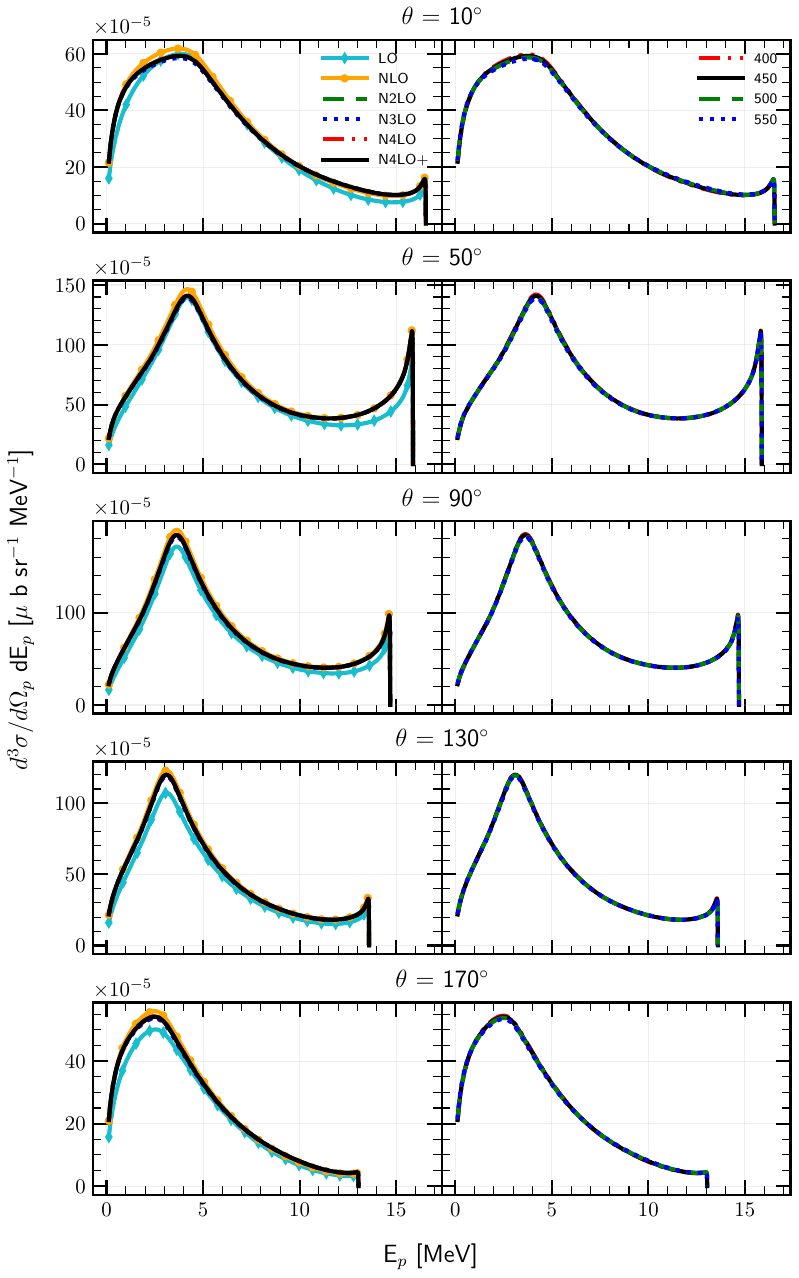 θ = 10°
×10⁻⁵
60
40
20
0
LO
NLO
N2LO
N3LO
N4LO
N4LO+
400
450
500
550
θ = 50°
×10⁻⁵
150
100
50
0
θ = 90°
×10⁻⁵
100
0
d³σ/dΩₚ dEₚ [μ b sr⁻¹ MeV⁻¹]
θ = 130°
×10⁻⁵
100
50
0
θ = 170°
×10⁻⁵
40
20
0
0 5 10 15 0 5 10 15
Eₚ [MeV]